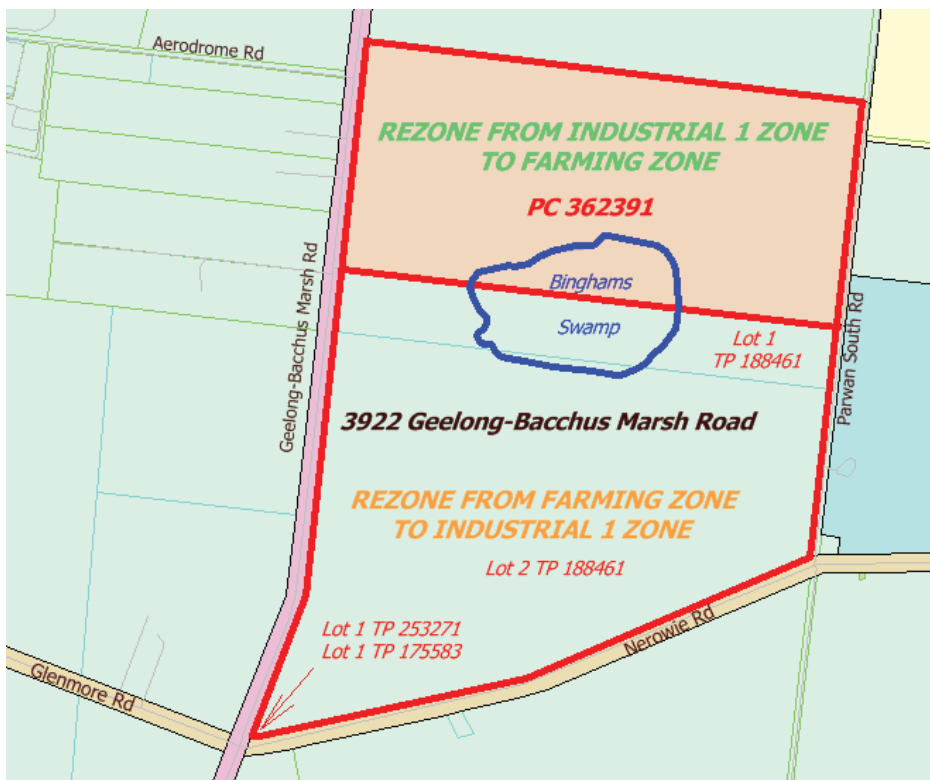 Aerodrome Rd
REZONE FROM INDUSTRIAL 1 ZONE
TO FARMING ZONE
PC 362391
Geelong-Bacchus Marsh Rd
Binghams
Swamp
Lot 1
TP 188461
Parwan South Rd
3922 Geelong-Bacchus Marsh Road
REZONE FROM FARMING ZONE
TO INDUSTRIAL 1 ZONE
Lot 2 TP 188461
Lot 1 TP 253271
Lot 1 TP 175583
Nerowie Rd
Glenmore Rd